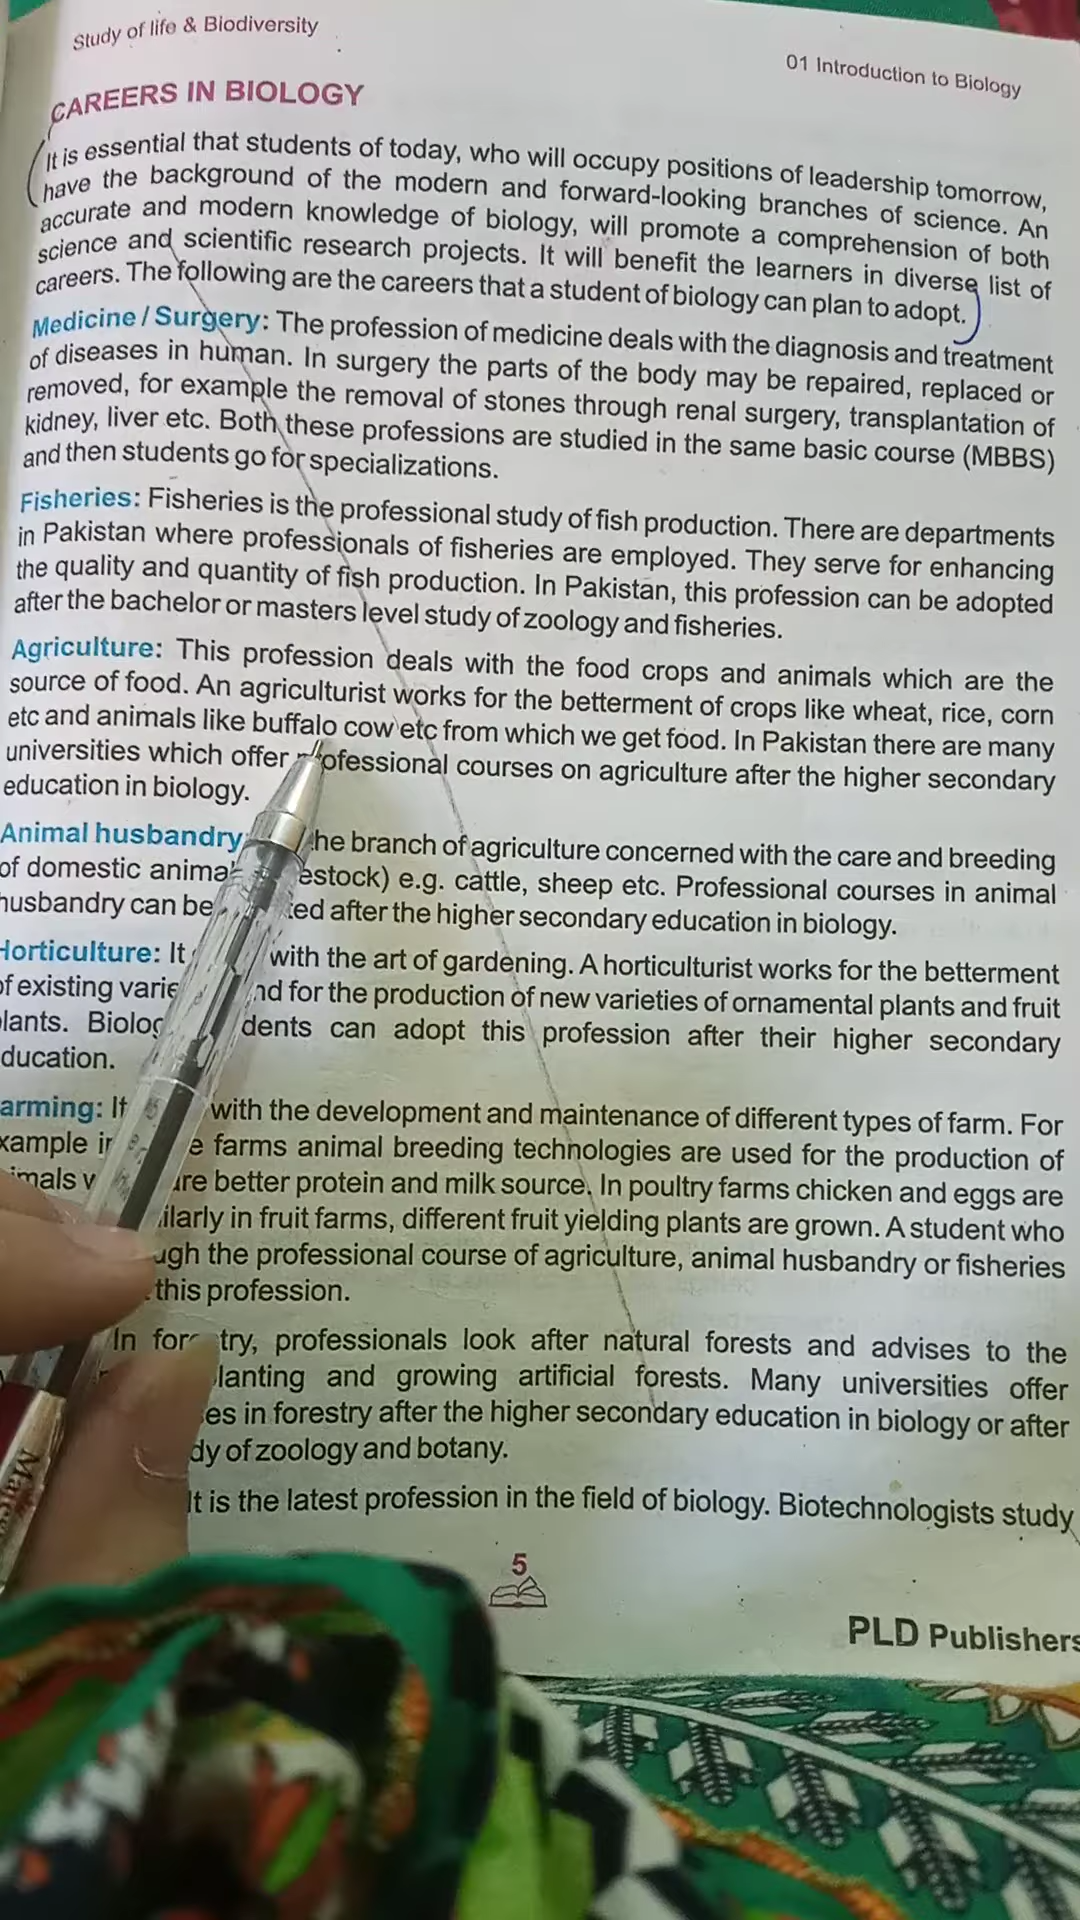 Study of life & Biodiversity
01 Introduction to Biology
CAREERS IN BIOLOGY
It is essential that students of today, who will occupy positions of leadership tomorrow,
have the background of the modern and forward-looking branches of science. An
accurate and modern knowledge of biology, will promote a comprehension of both
science and scientific research projects. It will benefit the learners in diverse list of
careers. The following are the careers that a student of biology can plan to adopt.
Medicine / Surgery: The profession of medicine deals with the diagnosis and treatment
of diseases in human. In surgery the parts of the body may be repaired, replaced or
removed, for example the removal of stones through renal surgery, transplantation of
kidney, liver etc. Both these professions are studied in the same basic course (MBBS)
and then students go for specializations.
Fisheries: Fisheries is the professional study of fish production. There are departments
in Pakistan where professionals of fisheries are employed. They serve for enhancing
the quality and quantity of fish production. In Pakistan, this profession can be adopted
after the bachelor or masters level study of zoology and fisheries.
Agriculture: This profession deals with the food crops and animals which are the
source of food. An agriculturist works for the betterment of crops like wheat, rice, corn
etc and animals like buffalo cow etc from which we get food. In Pakistan there are many
universities which offer professional courses on agriculture after the higher secondary
education in biology.
Animal husbandry: the branch of agriculture concerned with the care and breeding
of domestic estock) e.g. cattle, sheep etc. Professional courses in animal
husbandry can be ted after the higher secondary education in biology.
Horticulture: It with the art of gardening. A horticulturist works for the betterment
of existing nd for the production of new varieties of ornamental plants and fruit
lants. dents can adopt this profession after their higher secondary
ducation.
arming: It with the development and maintenance of different types of farm. For
xample farms animal breeding technologies are used for the production of
imals are better protein and milk source. In poultry farms chicken and eggs are
ilarly in fruit farms, different fruit yielding plants are grown. A student who
ugh the professional course of agriculture, animal husbandry or fisheries
this profession.
In forestry, professionals look after natural forests and advises to the
lanting and growing artificial forests. Many universities offer
es in forestry after the higher secondary education in biology or after
dy of zoology and botany.
It is the latest profession in the field of biology. Biotechnologists study
5
PLD Publishers